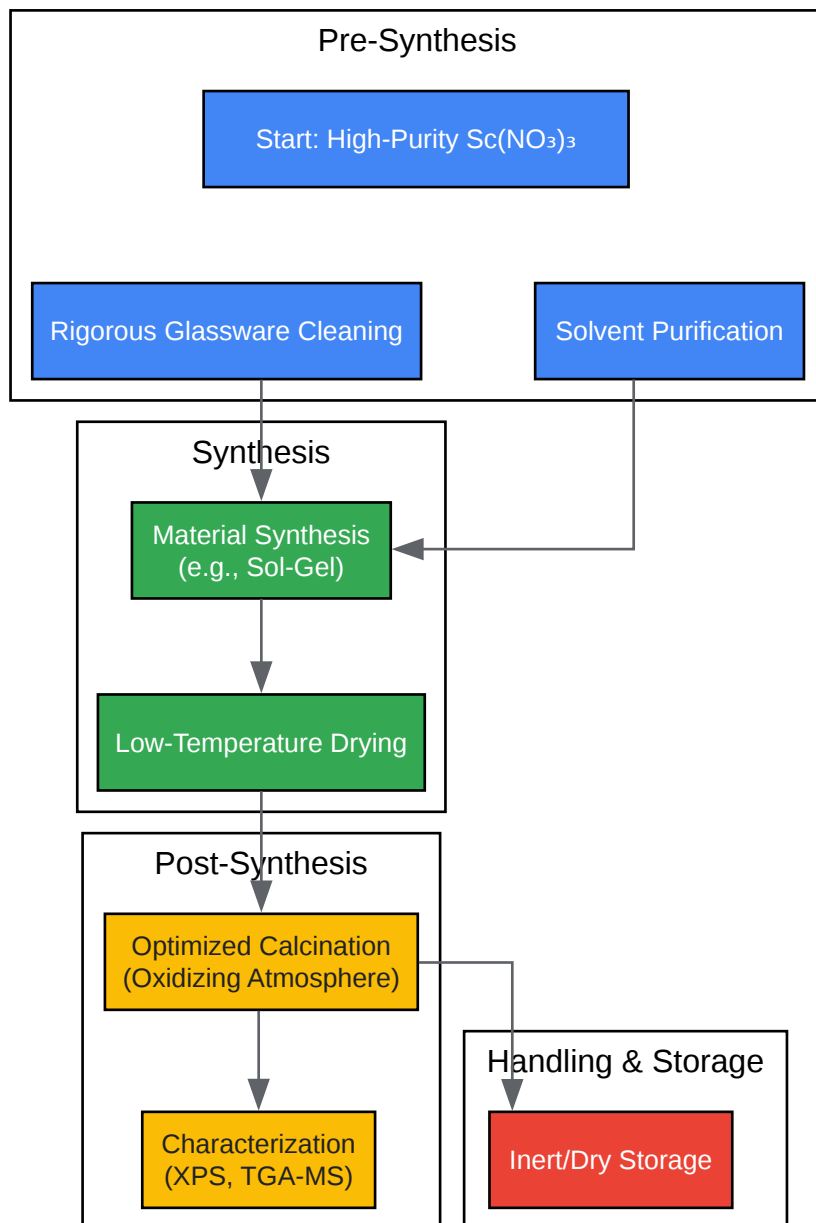 Pre-Synthesis
Start: High-Purity Sc(NO₃)₃
Rigorous Glassware Cleaning
Solvent Purification
Synthesis
Material Synthesis
(e.g., Sol-Gel)
Low-Temperature Drying
Post-Synthesis
Optimized Calcination
(Oxidizing Atmosphere)
Handling & Storage
Characterization
(XPS, TGA-MS)
Inert/Dry Storage